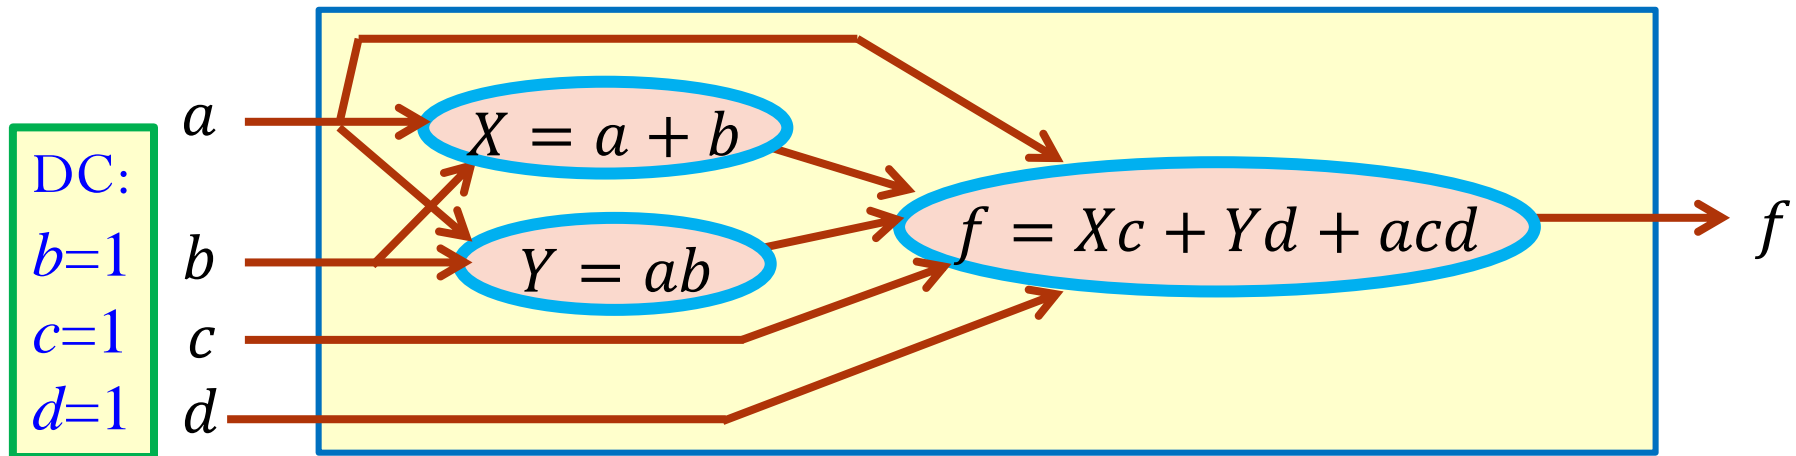 DC:
b=1
c=1
d=1
a
b
c
d
X = a + b
Y = ab
f = Xc + Yd + acd
f